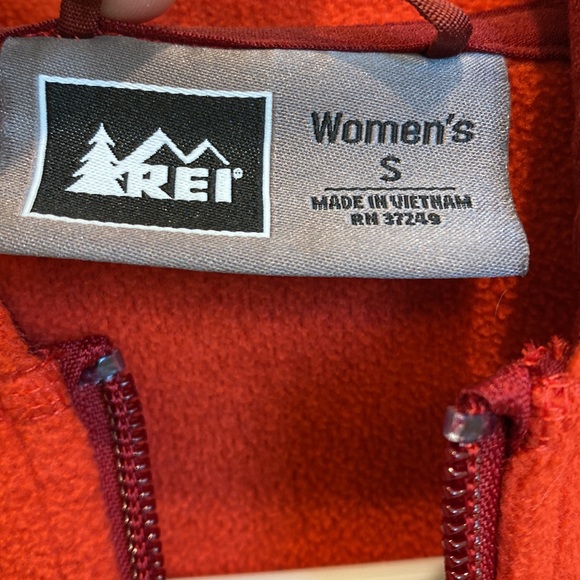 REI
Women's
S
MADE IN VIETNAM
RN 37249